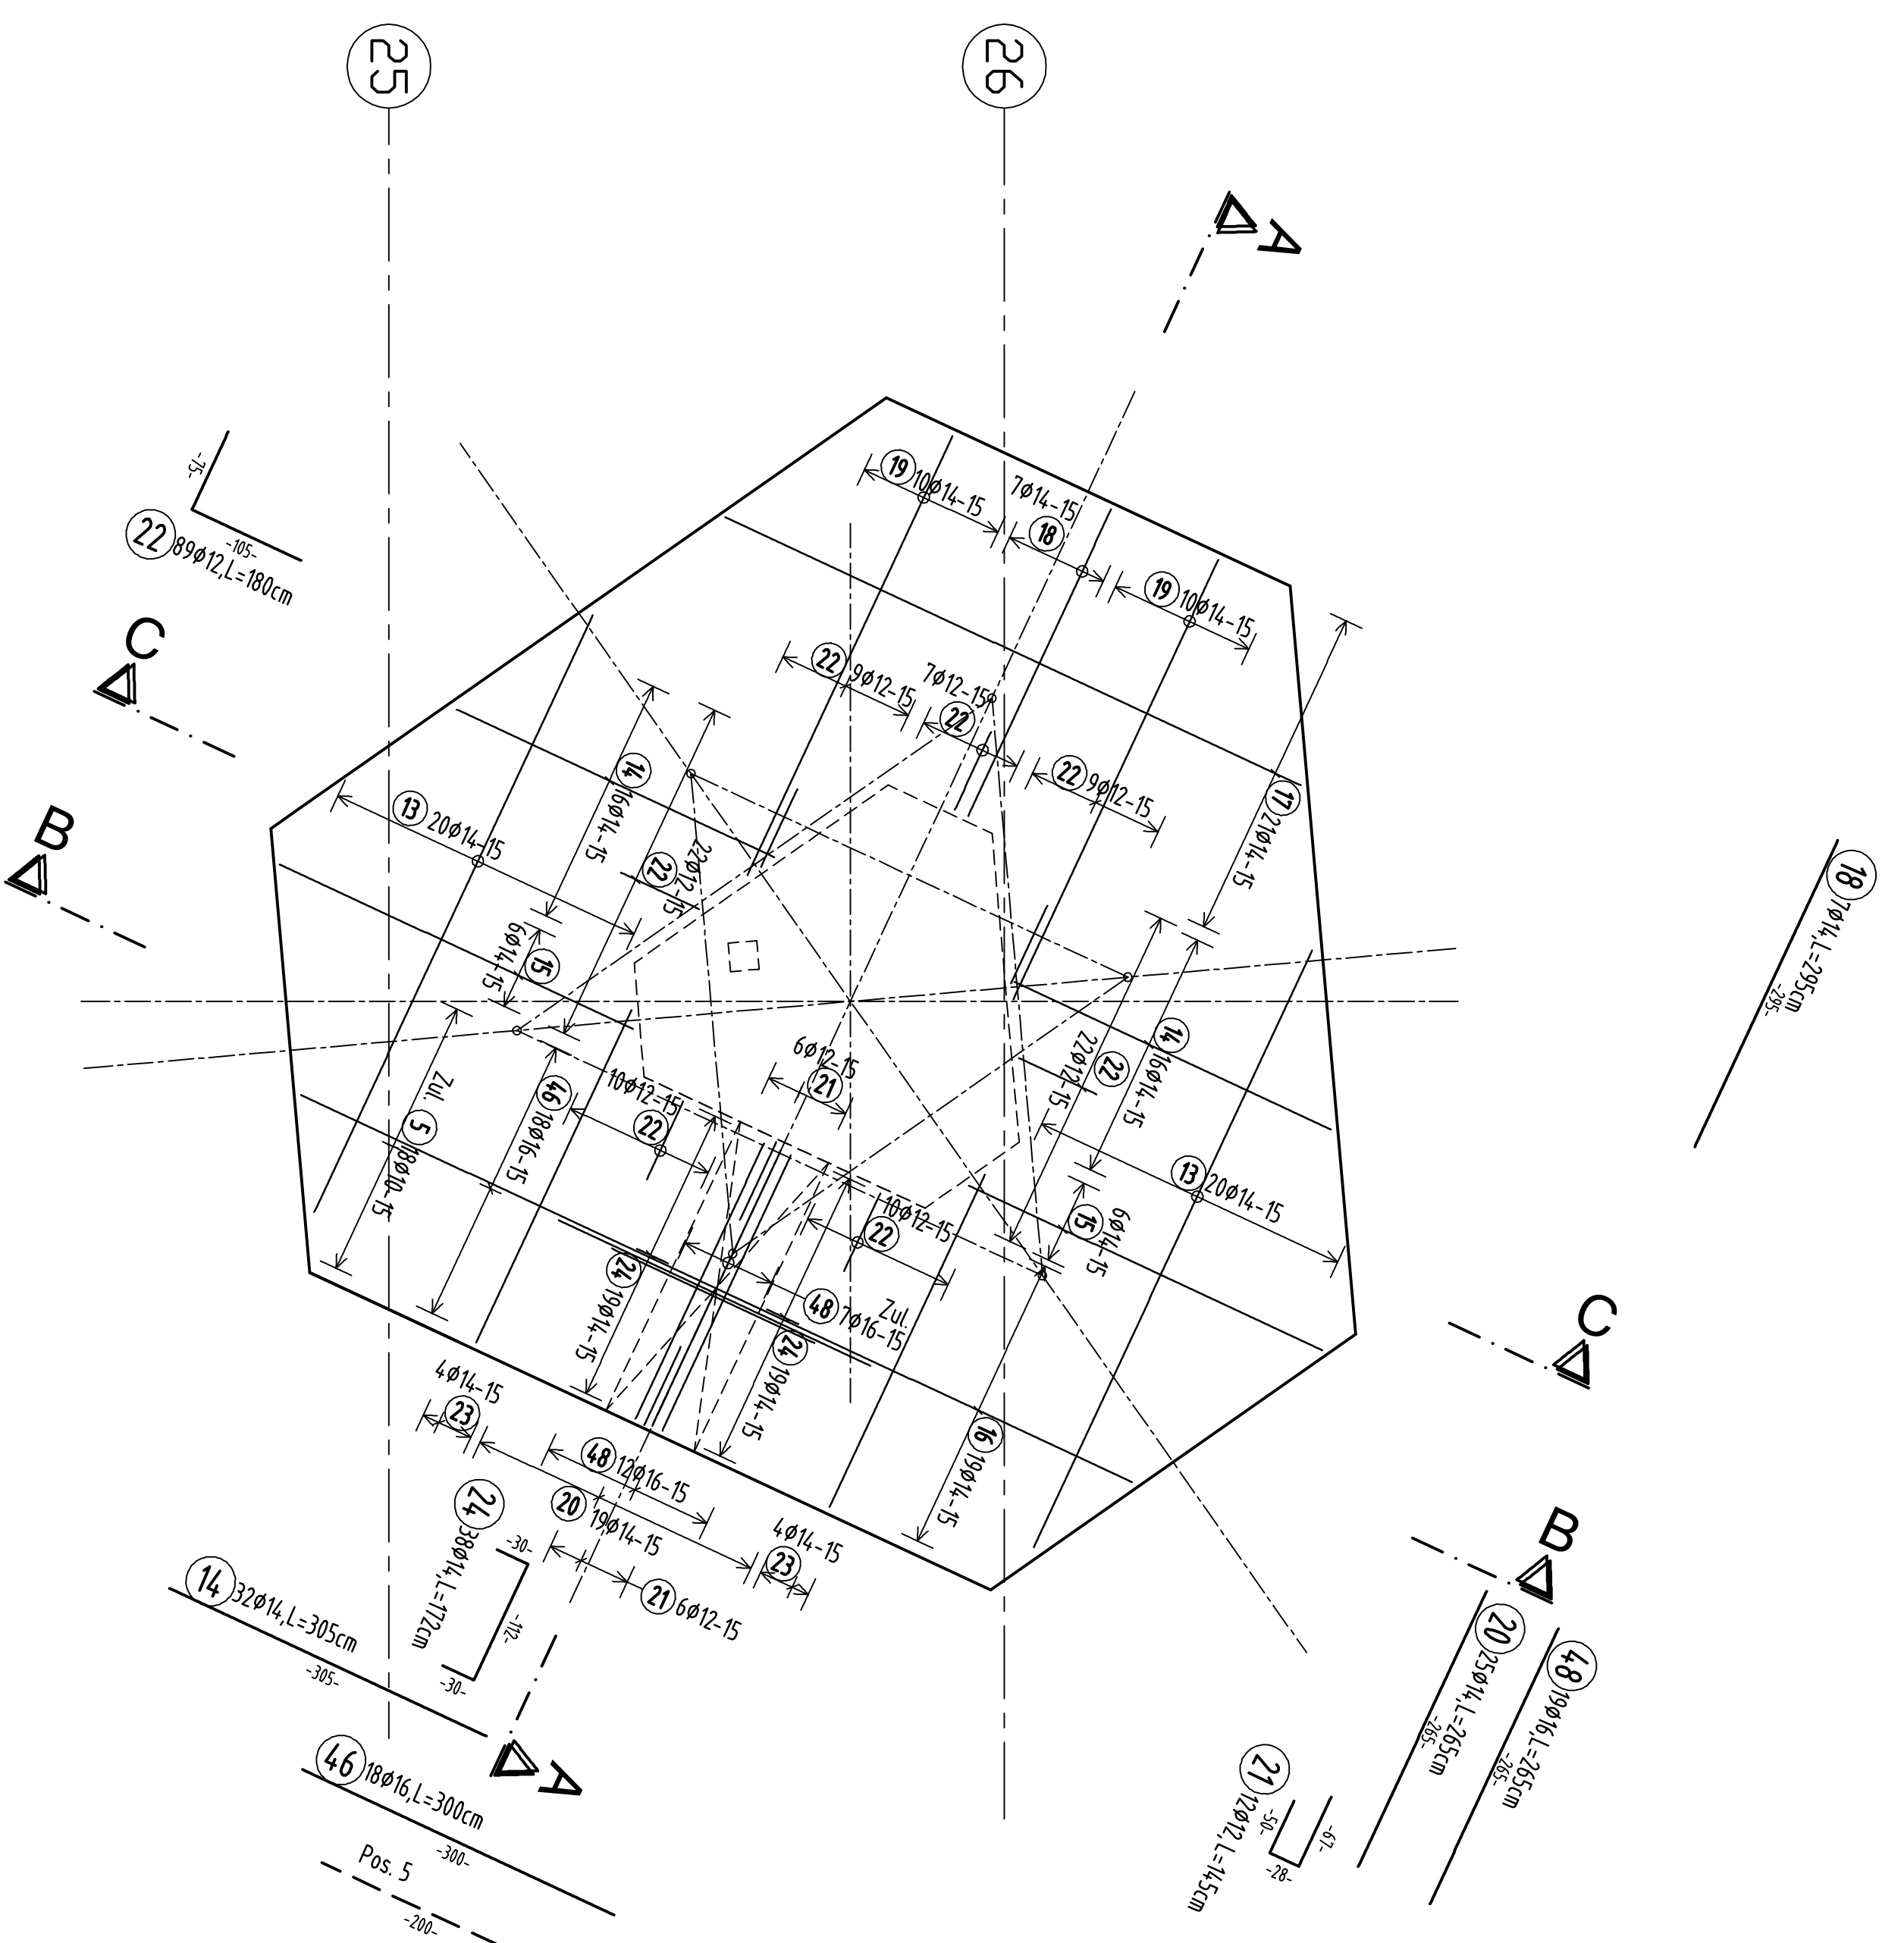 25
26
A
-75-
-105-
22 89ø12,L=180cm
C
B
19 10ø14-15
7ø14-15
18
19 10ø14-15
22 9ø12-15
7ø12-15
22
22 9ø12-15
17 21ø14-15
14 16ø14-15
13 20ø14-15
22 22ø12-15
6ø14-15
15
18 7ø14,L=295cm
-295-
Zul.
5 18ø10-15
46 18ø16-15
10ø12-15
22
6ø12-15
21
22ø12-15
22
14 16ø14-15
13 20ø14-15
15 6ø14-15
10ø12-15
22
24 19ø14-15
Zul.
48 7ø16-15
24 19ø14-15
16 19ø14-15
4ø14-15
23
48 12ø16-15
20 19ø14-15
4ø14-15
23
21 6ø12-15
24 38ø14,L=172cm
-30-
-112-
-30-
14 32ø14,L=305cm
-305-
A
46 18ø16,L=300cm
-300-
Pos. 5
-200-
C
B
20 25ø14,L=265cm
-265-
48 19ø16,L=265cm
-265-
21 12ø12,L=145cm
-50-
-67-
-28-